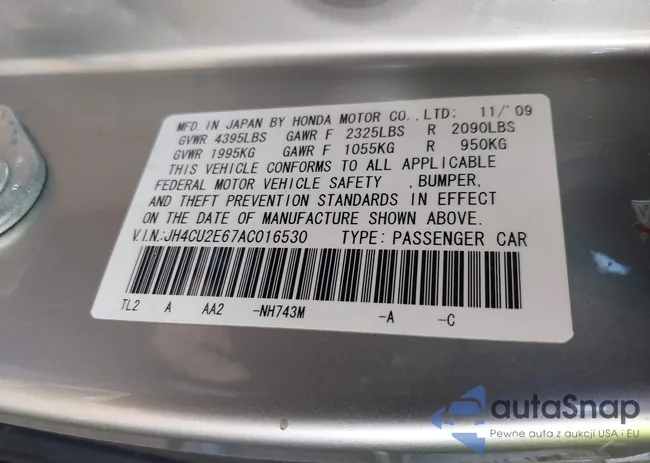 MFD. IN JAPAN BY HONDA MOTOR CO., LTD: 11/'09
GVWR 4395LBS GAWR F 2325LBS R 2090LBS
GVWR 1995KG GAWR F 1055KG R 950KG
THIS VEHICLE CONFORMS TO ALL APPLICABLE
FEDERAL MOTOR VEHICLE SAFETY , BUMPER,
AND THEFT PREVENTION STANDARDS IN EFFECT
ON THE DATE OF MANUFACTURE SHOWN ABOVE.
V.I.N.:JH4CU2E67AC016530 TYPE: PASSENGER CAR
TL2 A AA2 -NH743M -A -C
autaSnap
Pewne auta z aukcji USA i EU